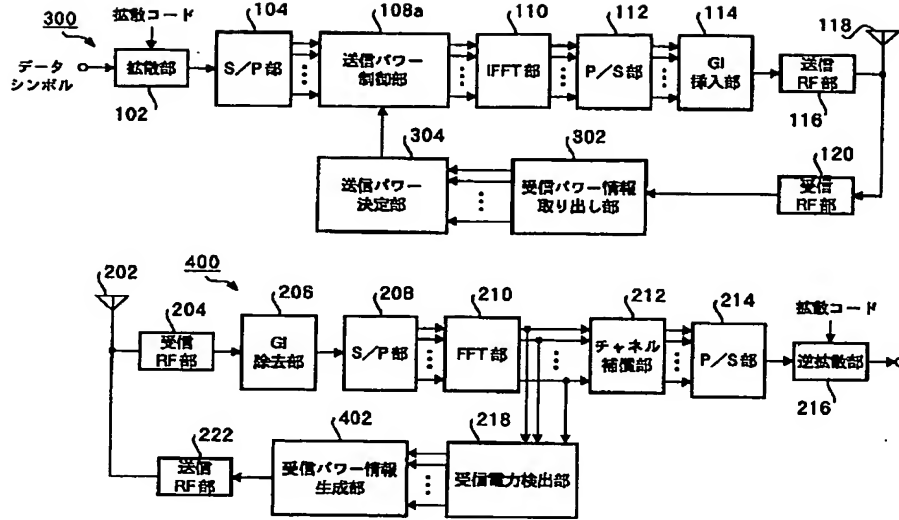 300
拡散コード
データ
シンボル
拡散部
102
104
S/P部
108a
送信パワー
制御部
110
IFFT部
112
P/S部
114
GI
挿入部
送信
RF部
116
118
304
送信パワー
決定部
302
受信パワー情報
取り出し部
120
受信
RF部
400
202
204
受信
RF部
206
GI
除去部
208
S/P部
210
FFT部
212
チャネル
補償部
214
P/S部
拡散コード
逆拡散部
216
222
送信
RF部
402
受信パワー情報
生成部
218
受信電力検出部